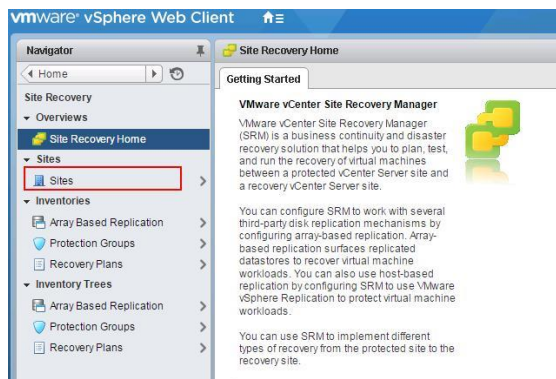 vmware® vSphere Web Client
Navigator
Site Recovery Home
Home
Getting Started
Site Recovery
Overviews
Site Recovery Home
Sites
Sites
Inventories
Array Based Replication
Protection Groups
Recovery Plans
Inventory Trees
Array Based Replication
Protection Groups
Recovery Plans
VMware vCenter Site Recovery Manager
VMware vCenter Site Recovery Manager
(SRM) is a business continuity and disaster
recovery solution that helps you to plan, test,
and run the recovery of virtual machines
between a protected vCenter Server site and
a recovery vCenter Server site.
You can configure SRM to work with several
third-party disk replication mechanisms by
configuring array-based replication. Array-
based replication surfaces replicated
datastores to recover virtual machine
workloads. You can also use host-based
replication by configuring SRM to use VMware
vSphere Replication to protect virtual machine
workloads.
You can use SRM to implement different
types of recovery from the protected site to the
recovery site.